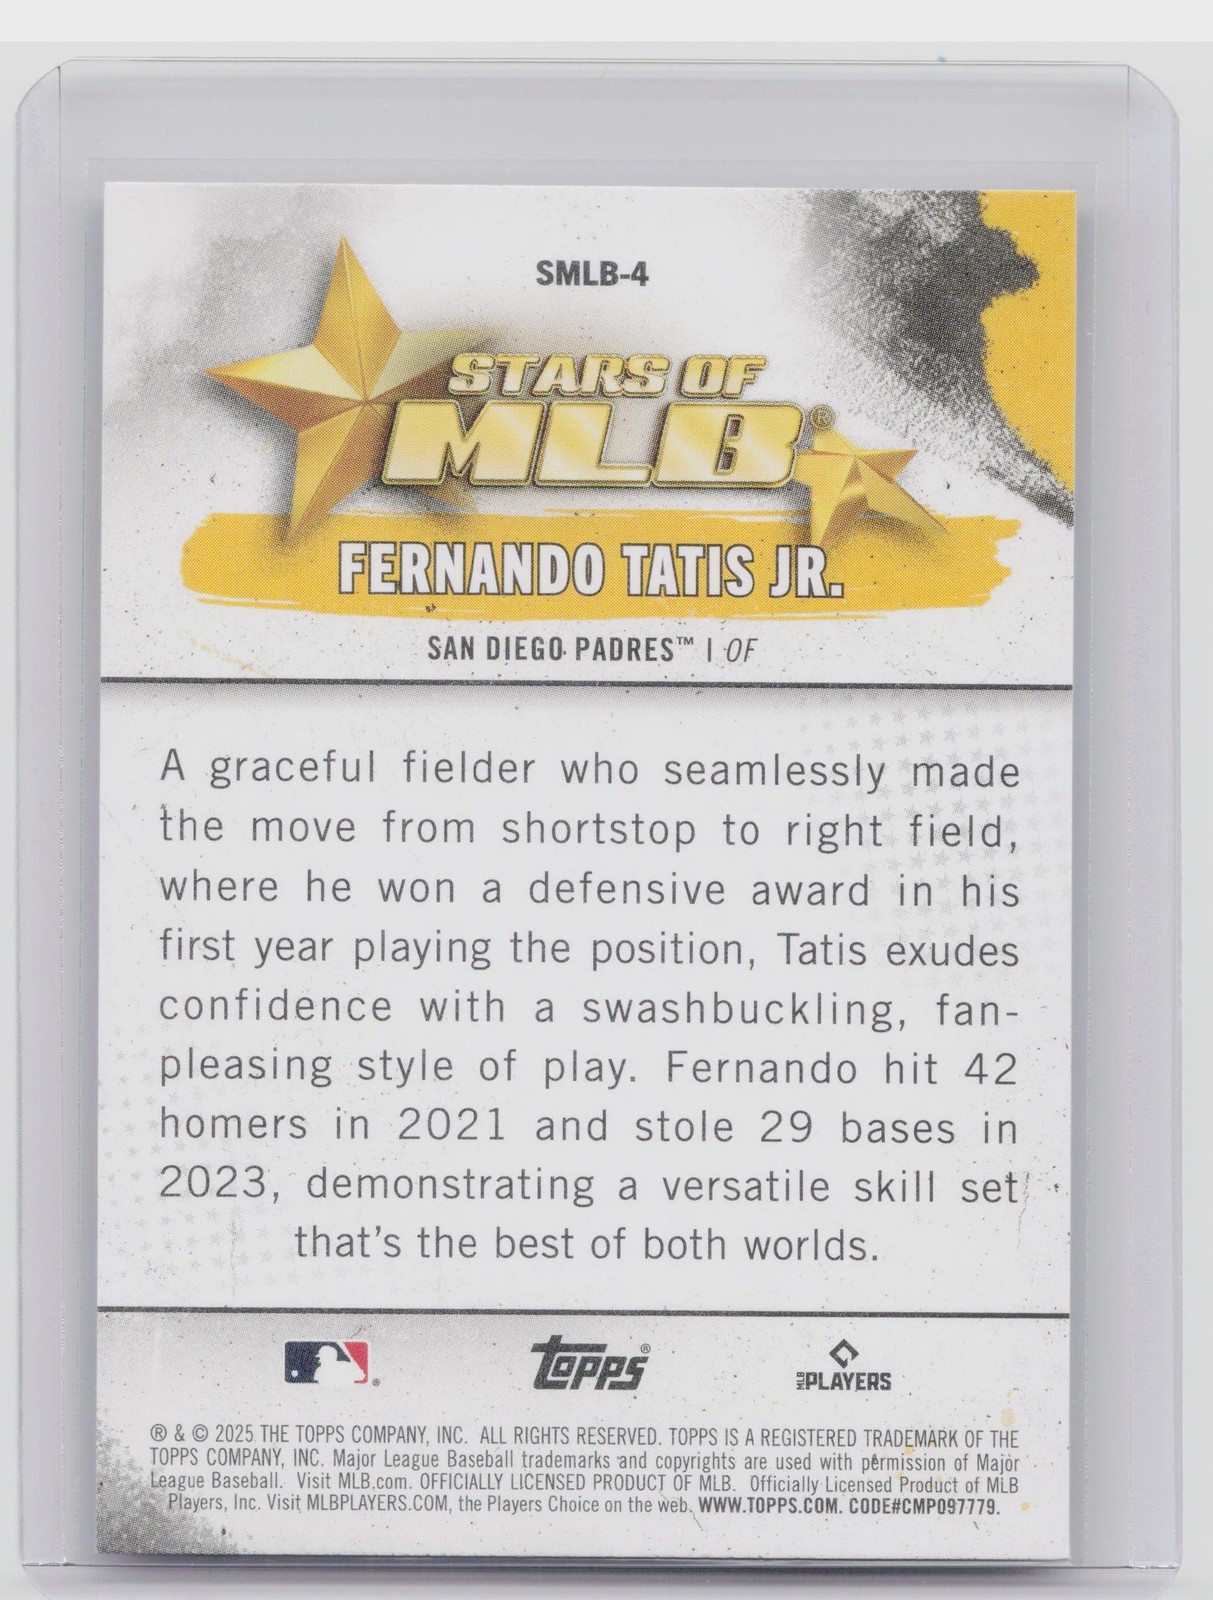 SMLB-4
STARS OF
MLB®
FERNANDO TATIS JR.
SAN DIEGO PADRES™ | OF
A graceful fielder who seamlessly made
the move from shortstop to right field,
where he won a defensive award in his
first year playing the position, Tatis exudes
confidence with a swashbuckling, fan-
pleasing style of play. Fernando hit 42
homers in 2021 and stole 29 bases in
2023, demonstrating a versatile skill set
that's the best of both worlds.
® topps® MLB PLAYERS
® & © 2025 THE TOPPS COMPANY, INC. ALL RIGHTS RESERVED. TOPPS IS A REGISTERED TRADEMARK OF THE
TOPPS COMPANY, INC. Major League Baseball trademarks and copyrights are used with permission of Major
League Baseball. Visit MLB.com. OFFICIALLY LICENSED PRODUCT OF MLB. Officially Licensed Product of MLB
Players, Inc. Visit MLBPLAYERS.COM, the Players Choice on the web. WWW.TOPPS.COM. CODE#CMP097779.